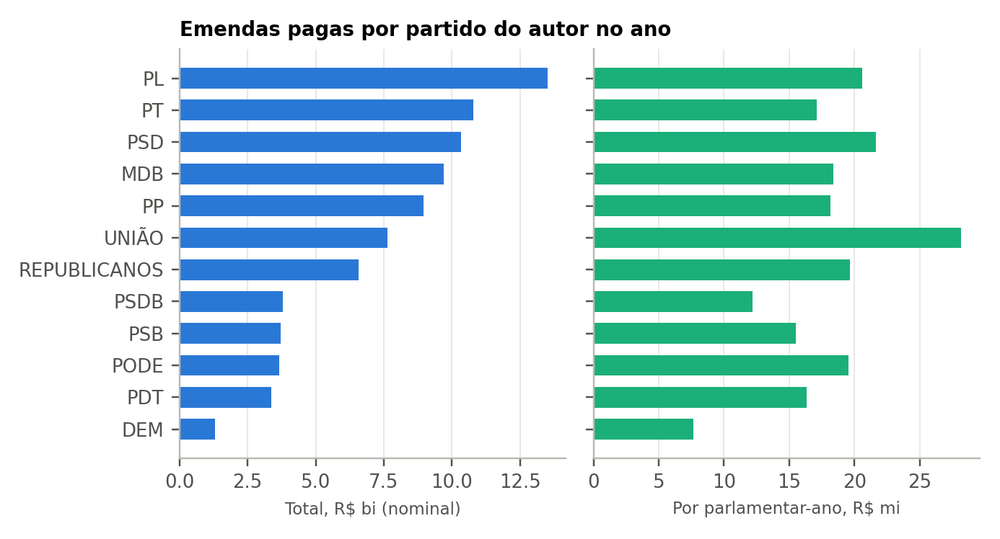 Emendas pagas por partido do autor no ano
PL
PT
PSD
MDB
PP
UNIÃO
REPUBLICANOS
PSDB
PSB
PODE
PDT
DEM
0.0 2.5 5.0 7.5 10.0 12.5
Total, R$ bi (nominal)
0 5 10 15 20 25
Por parlamentar-ano, R$ mi